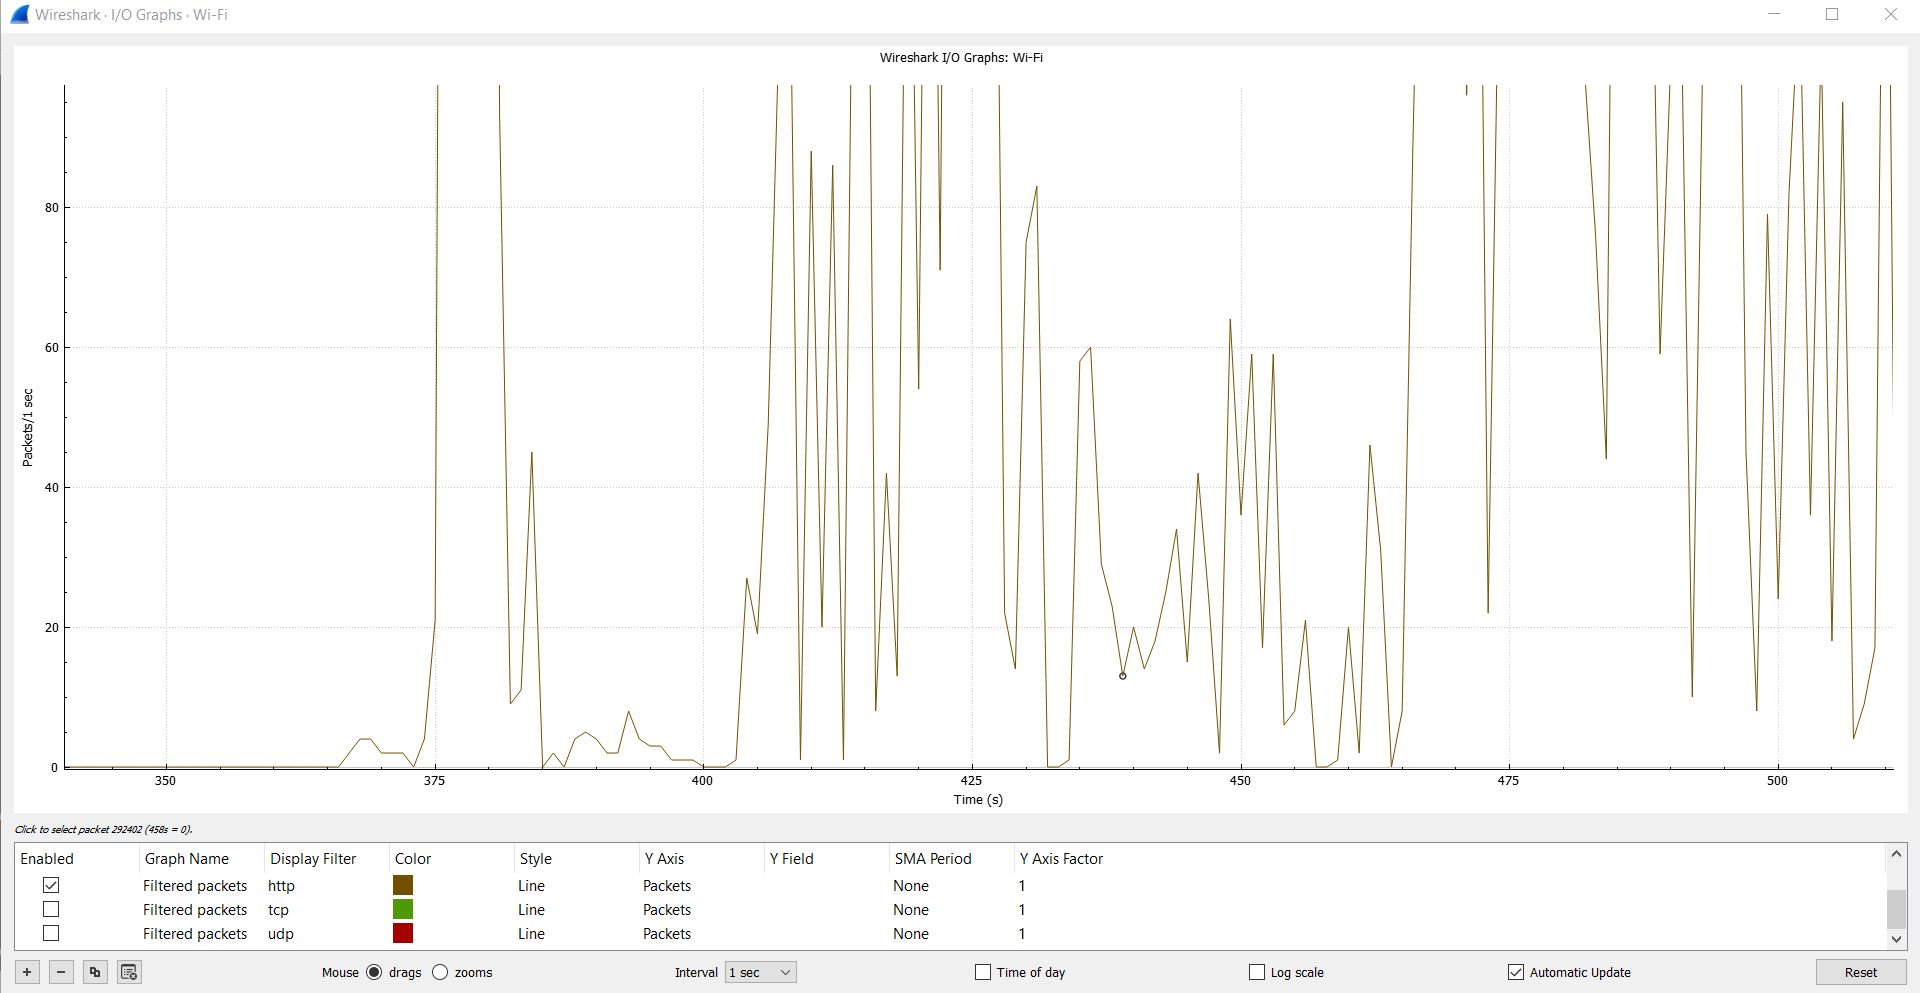 Wireshark · I/O Graphs · Wi-Fi
Wireshark I/O Graphs: Wi-Fi
80
60
40
20
0
Packets/1 sec
350 375 400 425 450 475 500
Time (s)
Click to select packet 292402 (458s = 0).
Enabled Graph Name Display Filter Color Style Y Axis Y Field SMA Period Y Axis Factor
Filtered packets http Line Packets None 1
Filtered packets tcp Line Packets None 1
Filtered packets udp Line Packets None 1
+ − Mouse drags zooms Interval 1 sec Time of day Log scale Automatic Update Reset